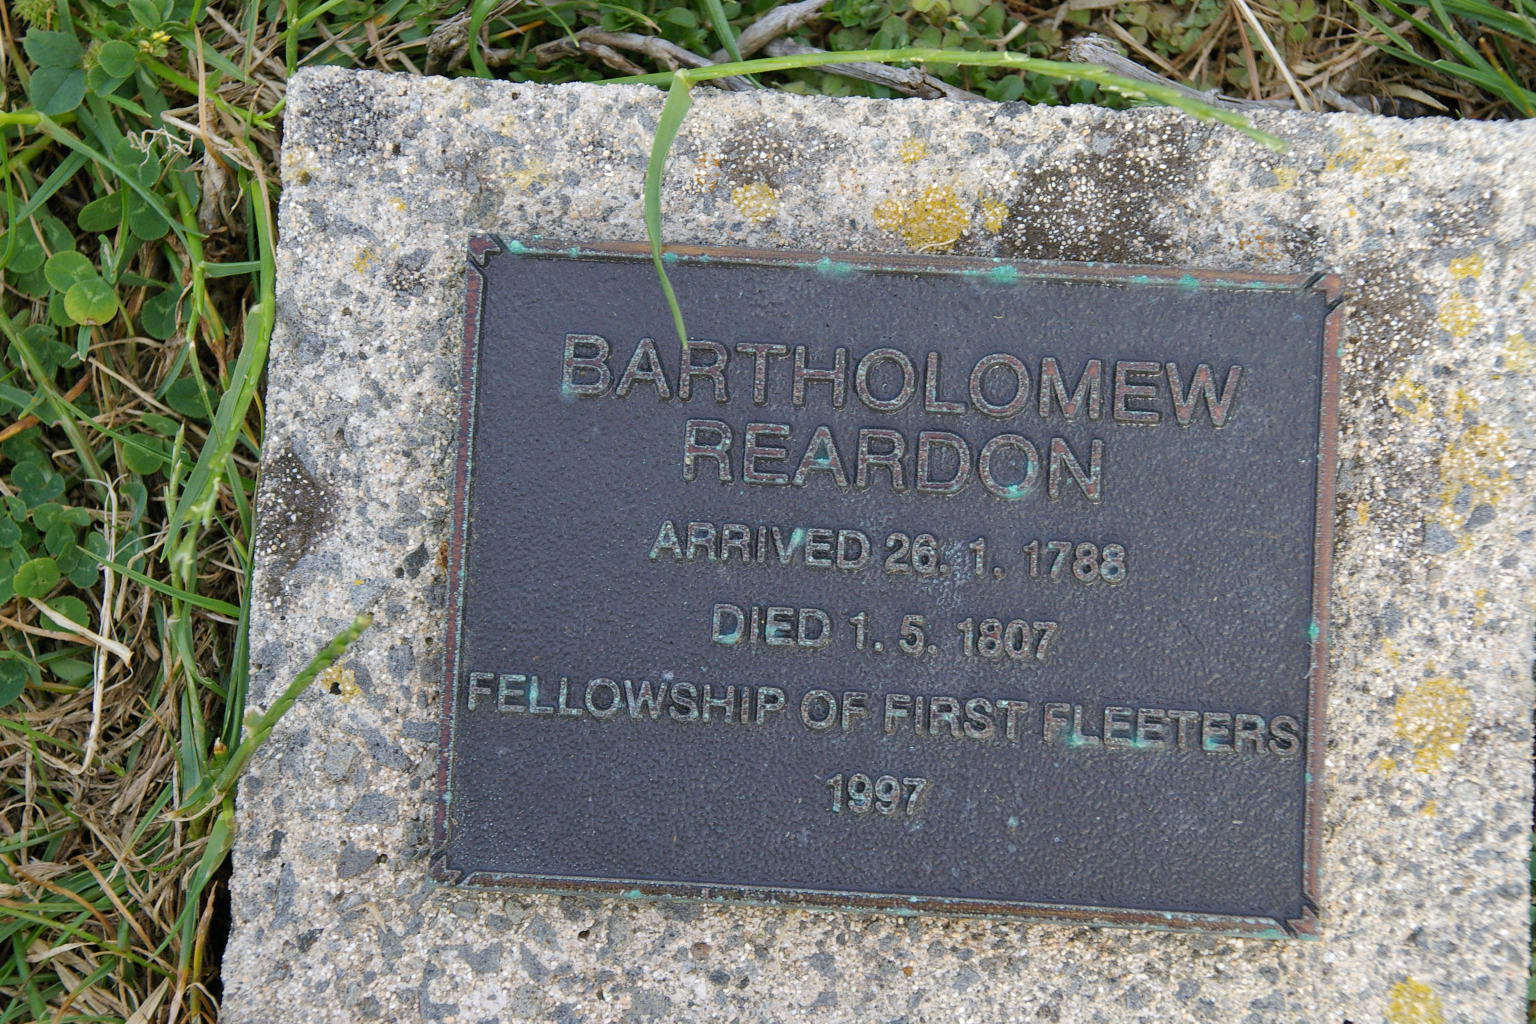 BARTHOLOMEW
REARDON
ARRIVED 26. 1. 1788
DIED 1. 5. 1807
FELLOWSHIP OF FIRST FLEETERS
1997